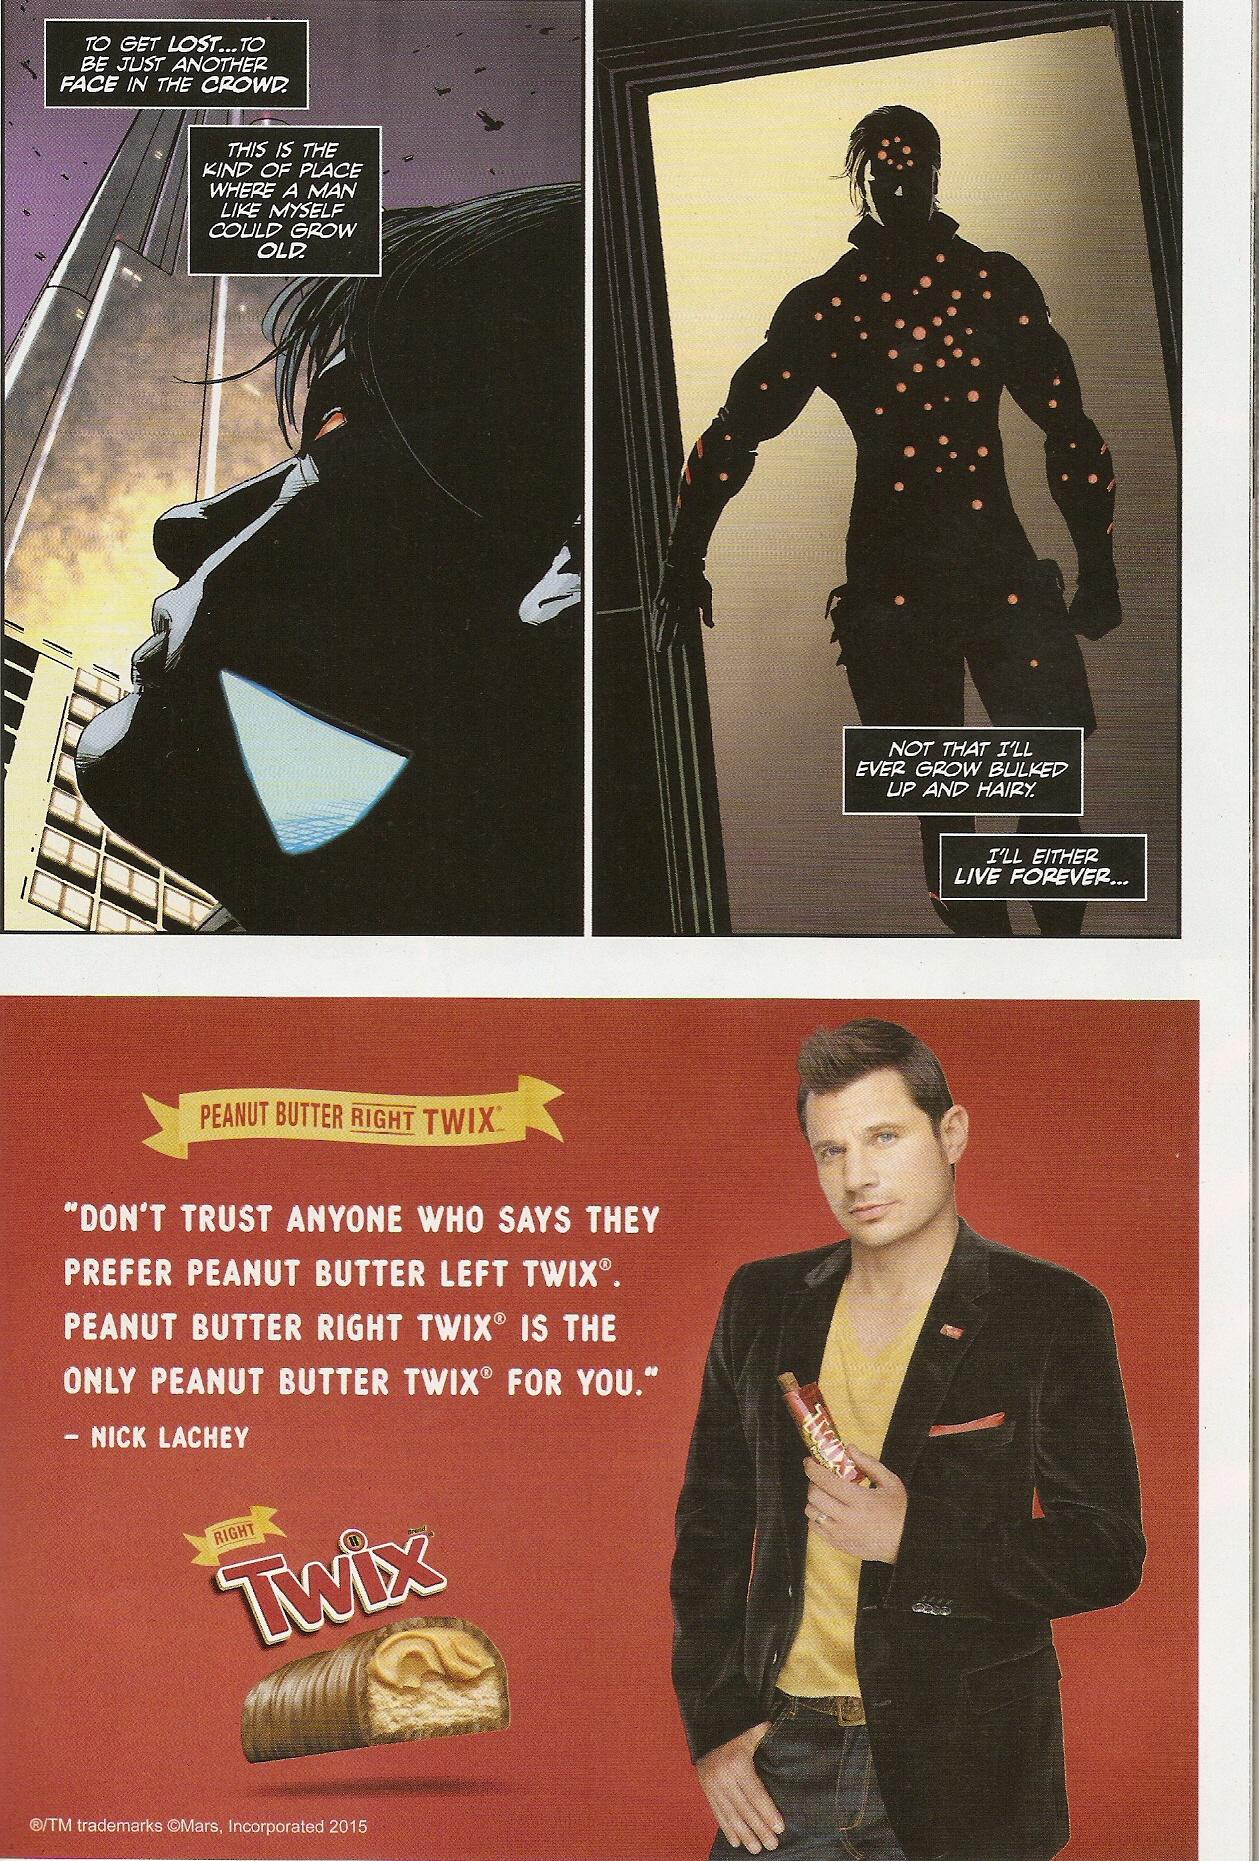 TO GET LOST...TO
BE JUST ANOTHER
FACE IN THE CROWD.
THIS IS THE
KIND OF PLACE
WHERE A MAN
LIKE MYSELF
COULD GROW
OLD.
NOT THAT I'LL
EVER GROW BULKED
UP AND HAIRY.
I'LL EITHER
LIVE FOREVER...
PEANUT BUTTER RIGHT TWIX
"DON'T TRUST ANYONE WHO SAYS THEY
PREFER PEANUT BUTTER LEFT TWIX®.
PEANUT BUTTER RIGHT TWIX® IS THE
ONLY PEANUT BUTTER TWIX® FOR YOU."
– NICK LACHEY
TWIX
RIGHT
TWIX
®/TM trademarks ©Mars, Incorporated 2015